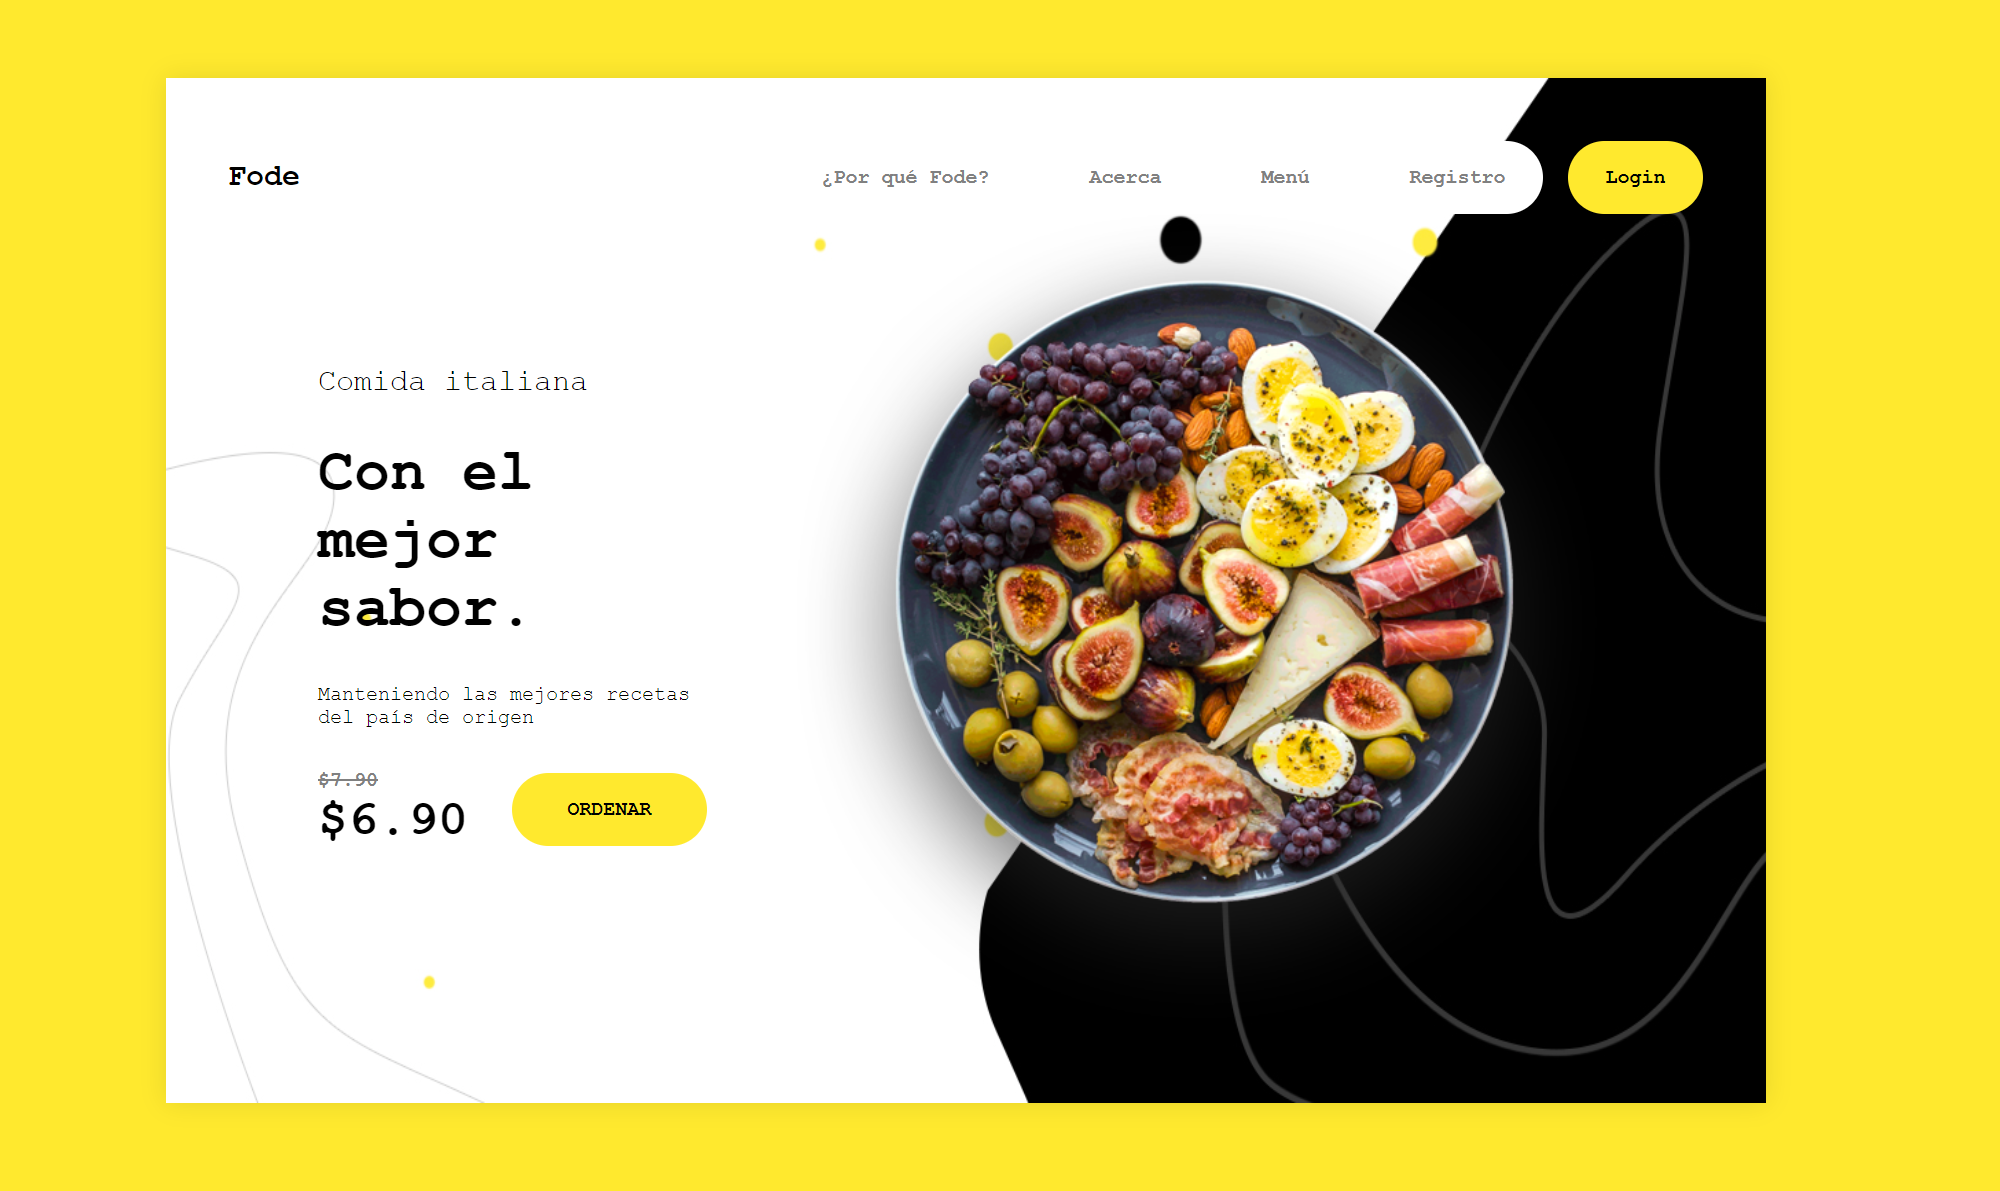 Fode
¿Por qué Fode?
Acerca
Menú
Registro
Login
Comida italiana
Con el
mejor
sabor.
Manteniendo las mejores recetas
del país de origen
$7.90
$6.90
ORDENAR